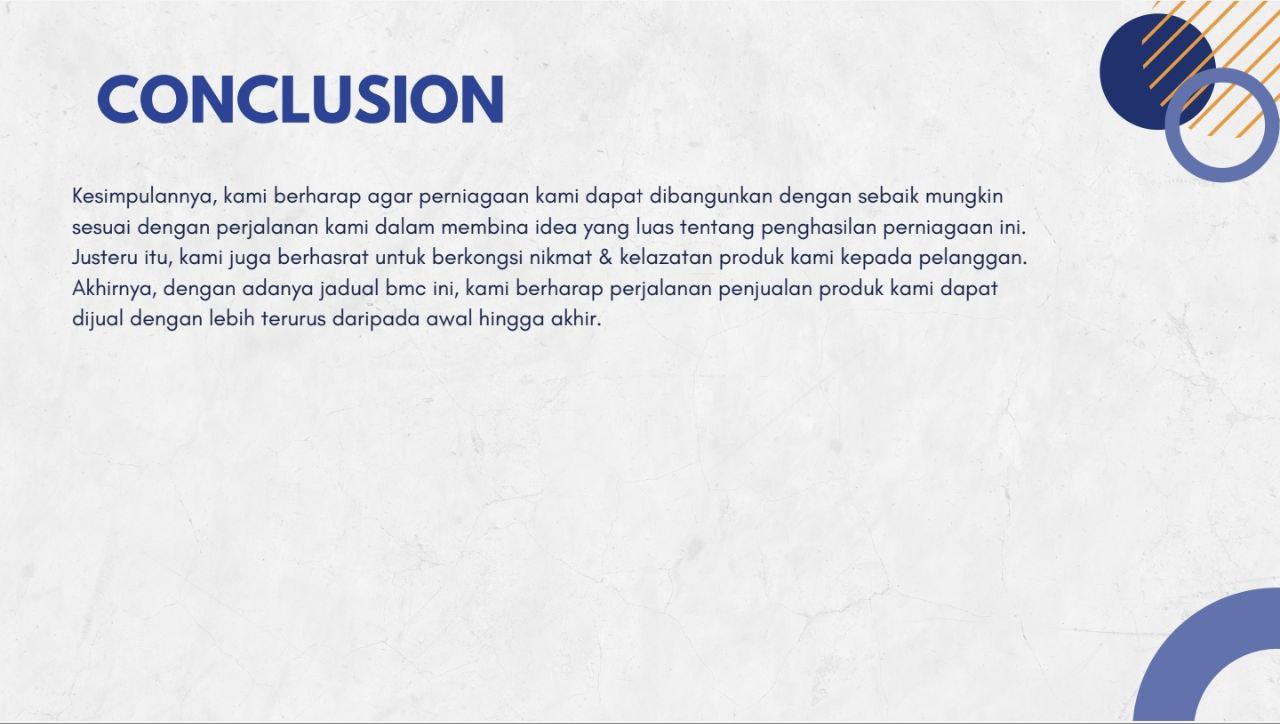 CONCLUSION
Kesimpulannya, kami berharap agar perniagaan kami dapat dibangunkan dengan sebaik mungkin
sesuai dengan perjalanan kami dalam membina idea yang luas tentang penghasilan perniagaan ini.
Justeru itu, kami juga berhasrat untuk berkongsi nikmat & kelazatan produk kami kepada pelanggan.
Akhirnya, dengan adanya jadual bmc ini, kami berharap perjalanan penjualan produk kami dapat
dijual dengan lebih terurus daripada awal hingga akhir.